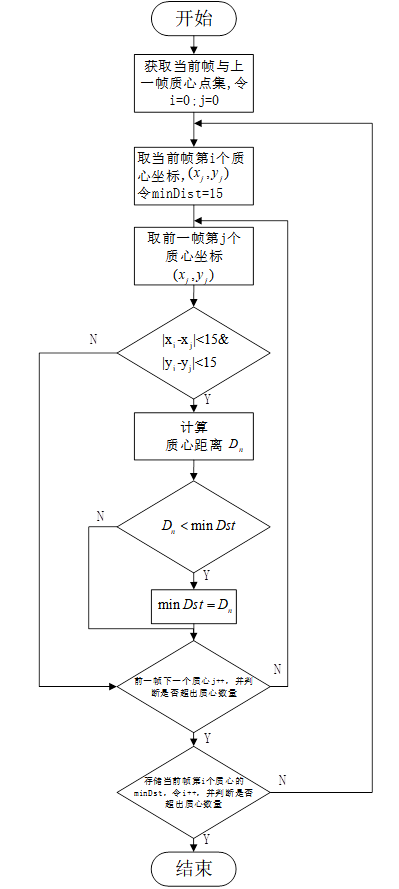 开始
获取当前帧与上
一帧质心点集,令
i=0;j=0
取当前帧第i个质
心坐标,(x_j,y_j)
令minDist=15
取前一帧第j个
质心坐标
(x_j,y_j)
|x_i-x_j|<15&
|y_i-y_j|<15
N
Y
计算
质心距离 D_n
D_n<min Dst
N
Y
min Dst=D_n
前一帧下一个质心j++，并判
断是否超出质心数量
N
Y
存储当前帧第i个质心的
minDst，令i++，并判断是否
超出质心数量
N
Y
结束